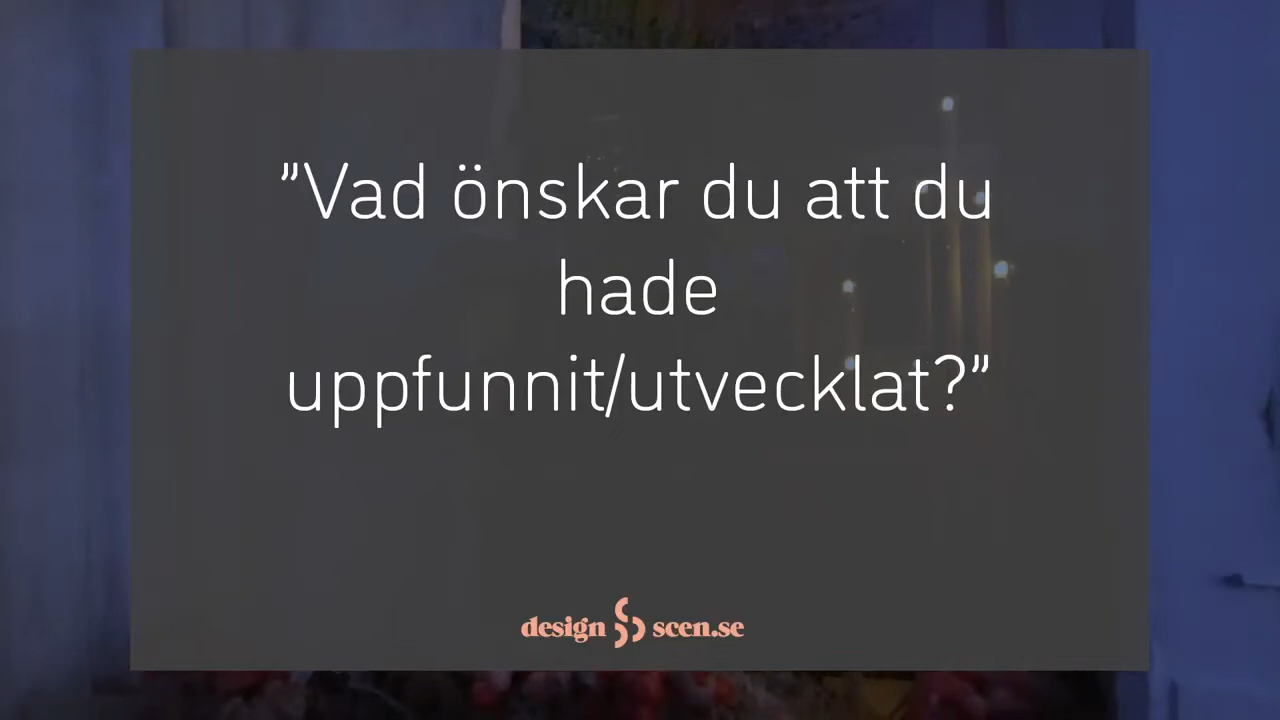 ”Vad önskar du att du
hade
uppfunnit/utvecklat?”
design scen.se